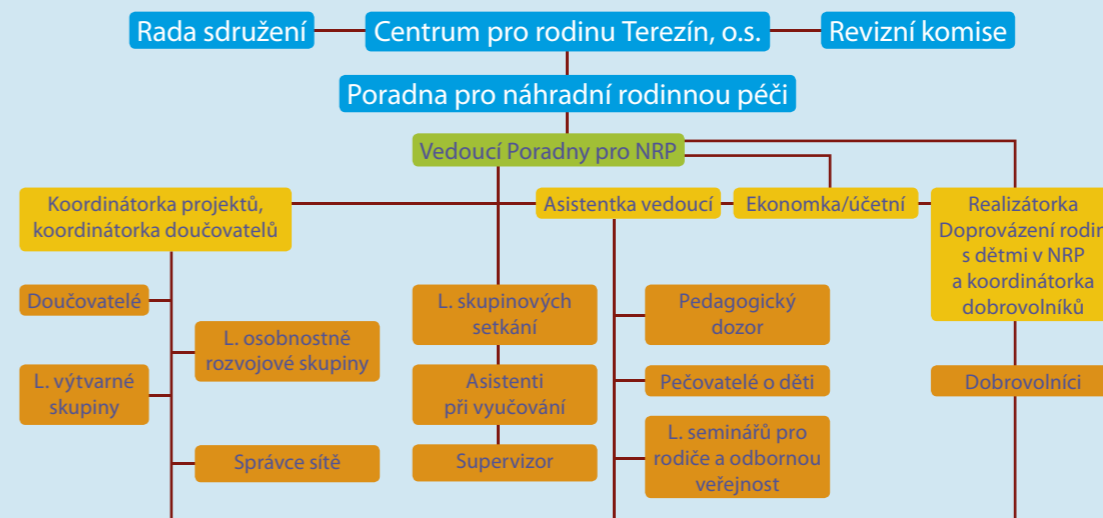 Rada sdružení
Centrum pro rodinu Terezín, o.s.
Revizní komise
Poradna pro náhradní rodinnou péči
Vedoucí Poradny pro NRP
Koordinátorka projektů,
koordinátorka doučovatelů
Asistentka vedoucí
Ekonomka/účetní
Realizátorka
Doprovázení rodin
s dětmi v NRP
a koordinátorka
dobrovolníků
Doučovatelé
L. osobnostně
rozvojové skupiny
L. výtvarné
skupiny
Správce sítě
L. skupinových
setkání
Asistenti
při vyučování
Supervizor
Pedagogický
dozor
Pečovatelé o děti
L. seminářů pro
rodiče a odbornou
veřejnost
Dobrovolníci